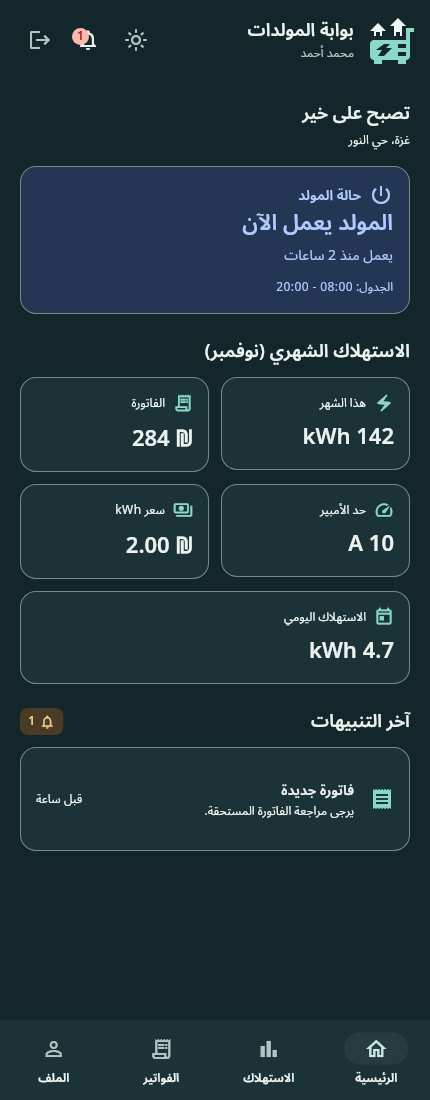 بوابة المولدات
محمد أحمد
1
تصبح على خير
غزة، حي النور
حالة المولد
المولد يعمل الآن
يعمل منذ 2 ساعات
الجدول: 08:00 - 20:00
الاستهلاك الشهري (نوفمبر)
هذا الشهر
142 kWh
الفاتورة
₪ 284
حد الأمبير
10 A
سعر kWh
₪ 2.00
الاستهلاك اليومي
4.7 kWh
آخر التنبيهات
1
فاتورة جديدة
يرجى مراجعة الفاتورة المستحقة.
قبل ساعة
الرئيسية
الاستهلاك
الفواتير
الملف